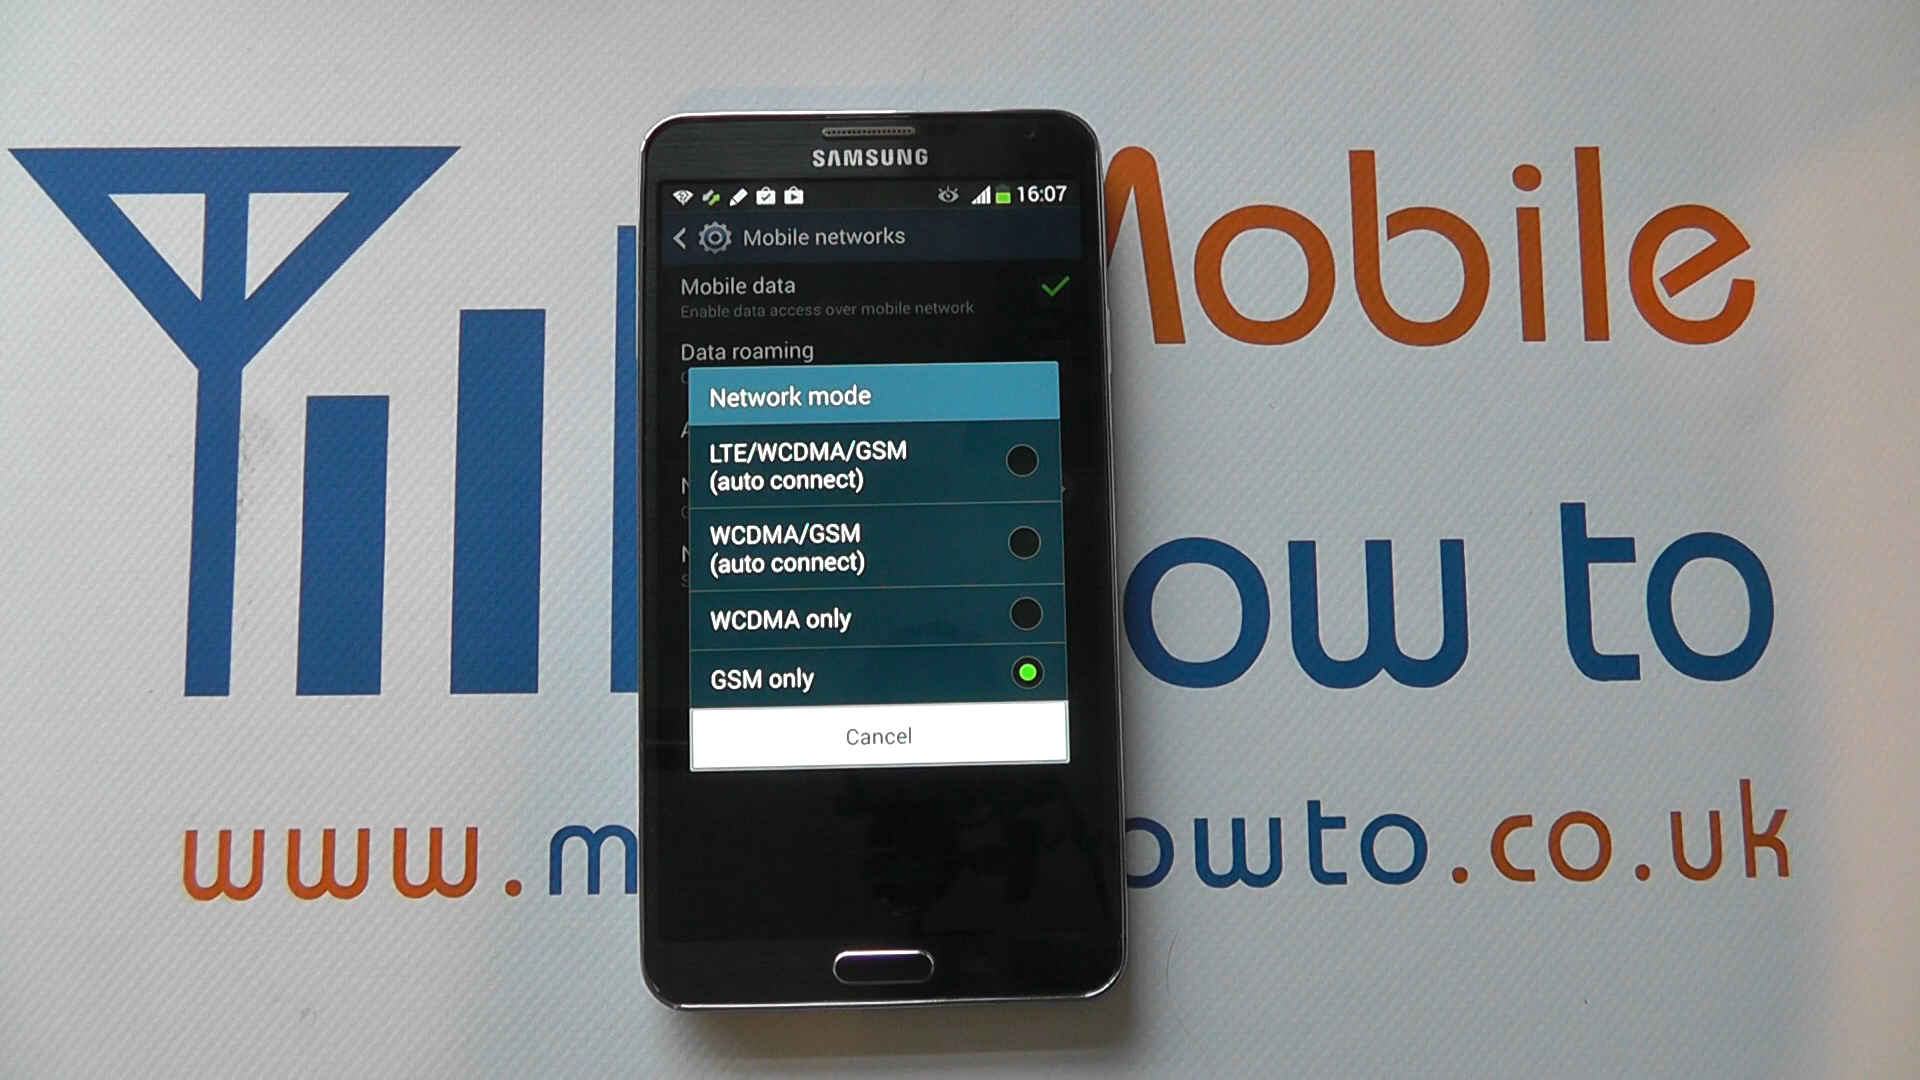 SAMSUNG
16:07
Mobile networks
Mobile data
Enable data access over mobile network
Data roaming
Network mode
LTE/WCDMA/GSM
(auto connect)
WCDMA/GSM
(auto connect)
WCDMA only
GSM only
Cancel
Mobile
ow to
www.m
owto.co.uk